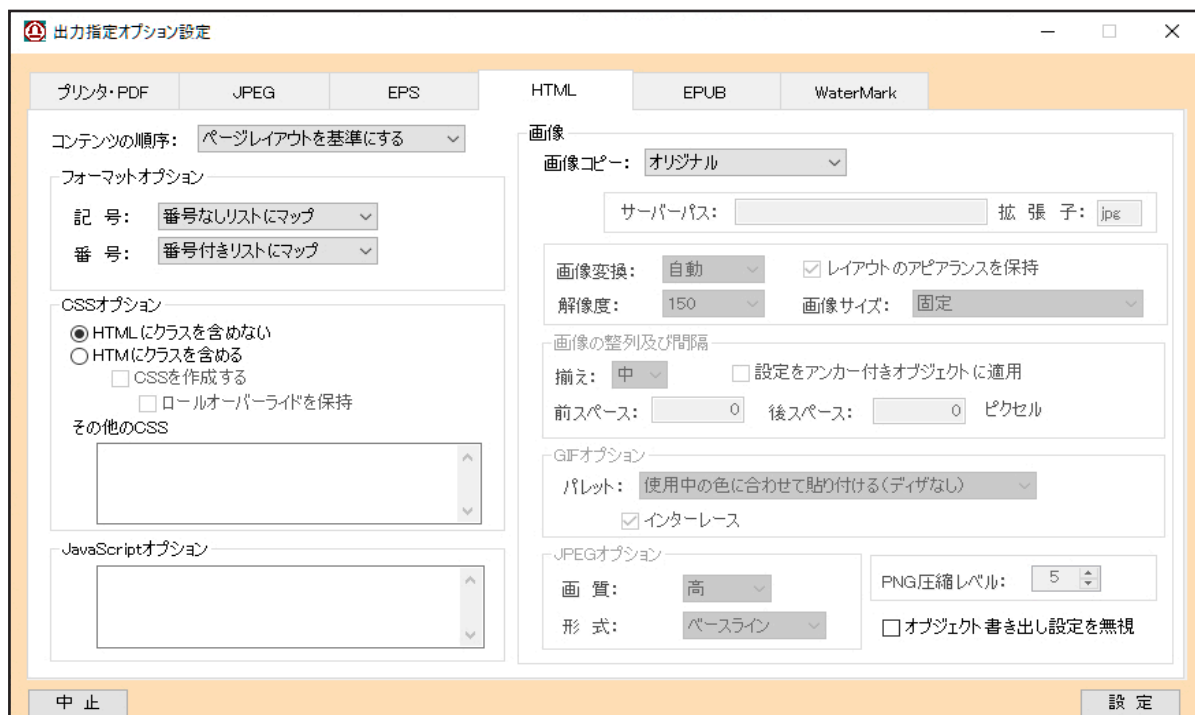 出力指定オプション設定
プリンタ・PDF
JPEG
EPS
HTML
EPUB
WaterMark
コンテンツの順序：
ページレイアウトを基準にする
フォーマットオプション
記 号：
番号なしリストにマップ
番 号：
番号付きリストにマップ
CSSオプション
HTMLにクラスを含めない
HTMにクラスを含める
CSSを作成する
ロールオーバーライドを保持
その他のCSS
JavaScriptオプション
画像
画像コピー：
オリジナル
サーバーパス：
拡 張 子：
jpg
画像変換：
自動
レイアウトのアピアランスを保持
解像度：
150
画像サイズ：
固定
画像の整列及び間隔
揃え：
中
設定をアンカー付きオブジェクトに適用
前スペース：
0
後スペース：
0
ピクセル
GIFオプション
パレット：
使用中の色に合わせて貼り付ける（ディザなし）
インターレース
JPEGオプション
画 質：
高
形 式：
ベースライン
PNG圧縮レベル：
5
オブジェクト書き出し設定を無視
中 止
設 定